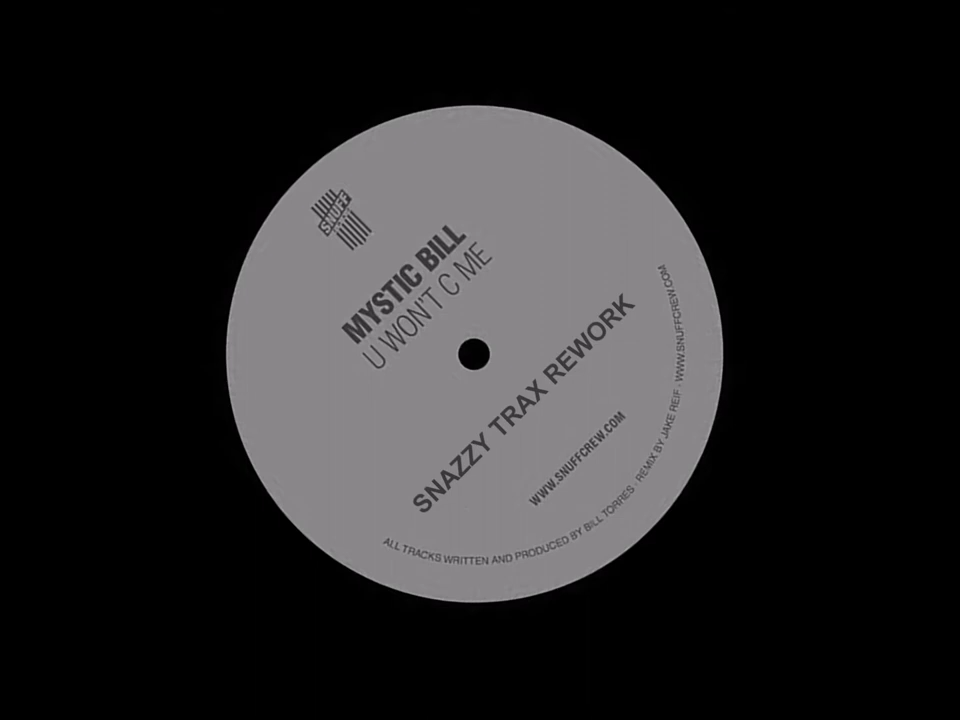 SNUFF
MYSTIC BILL
U WON'T C ME
SNAZZY TRAX REWORK
WWW.SNUFFCREW.COM
ALL TRACKS WRITTEN AND PRODUCED BY BILL TORRES · REMIX BY JAKE REIF · WWW.SNUFFCREW.COM